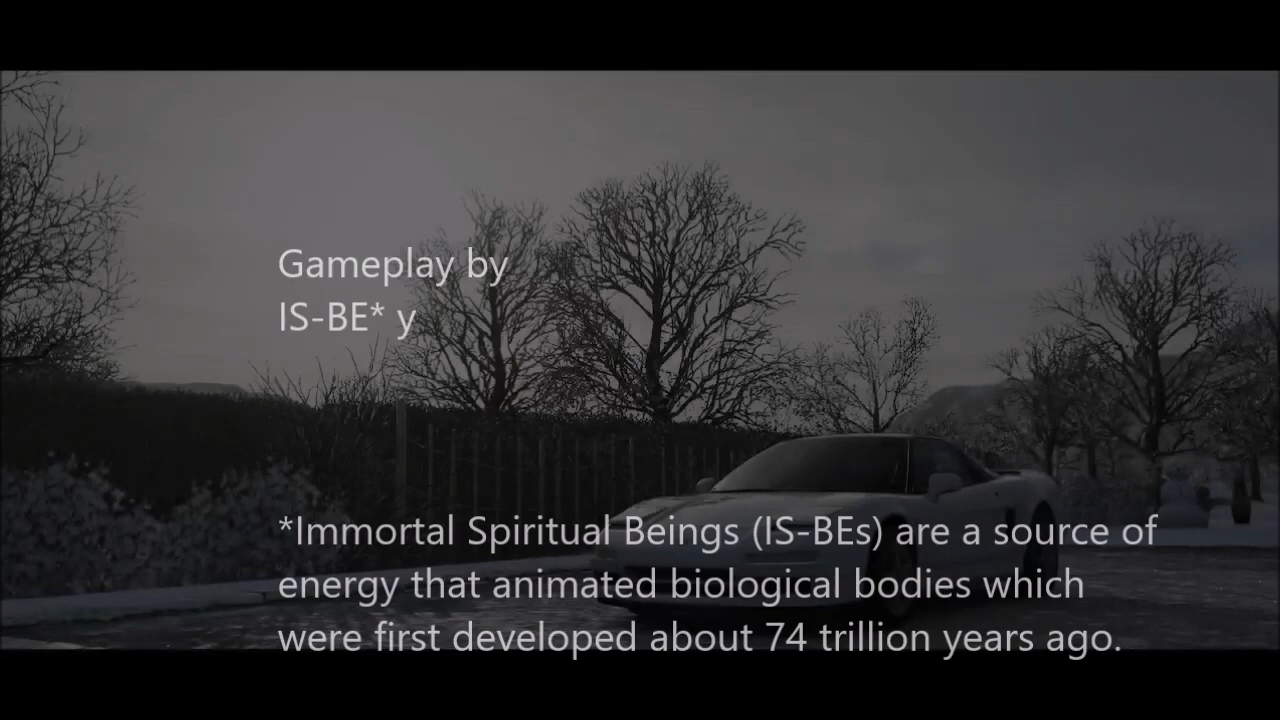 Gameplay by
IS-BE* y
*Immortal Spiritual Beings (IS-BEs) are a source of
energy that animated biological bodies which
were first developed about 74 trillion years ago.